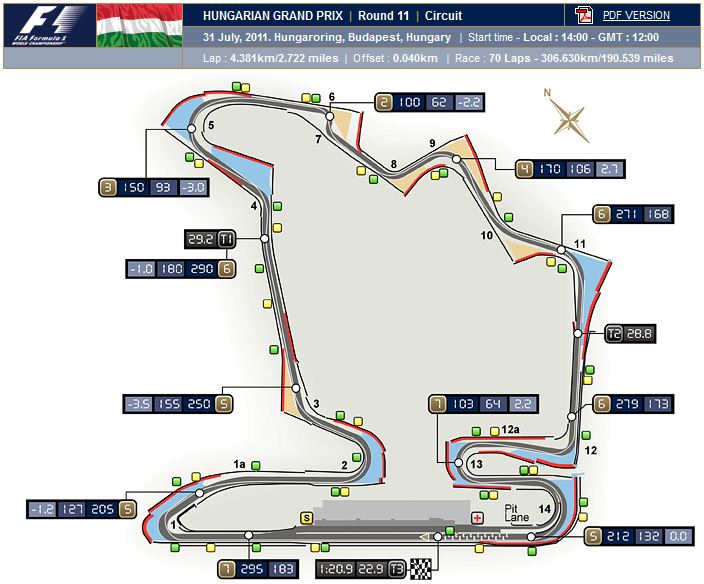 F1
FIA Formula 1
WORLD CHAMPIONSHIP
HUNGARIAN GRAND PRIX | Round 11 | Circuit
PDF VERSION
31 July, 2011. Hungaroring, Budapest, Hungary | Start time - Local : 14:00 - GMT : 12:00
Lap : 4.381km/2.722 miles | Offset : 0.040km | Race : 70 Laps - 306.630km/190.539 miles
6
2 100 62 -2.2
N
5
7
9
8
4 170 106 2.7
3 150 93 -3.0
4
6 271 168
10
11
29.2 T1
-1.0 180 290 6
T2 28.8
-3.5 155 250 5
3
7 103 64 2.2
6 279 173
12a
12
1a
2
13
-1.2 127 205 5
S
Pit
Lane
14
1
5 212 132 0.0
7 295 183
1:20.9 22.9 T3